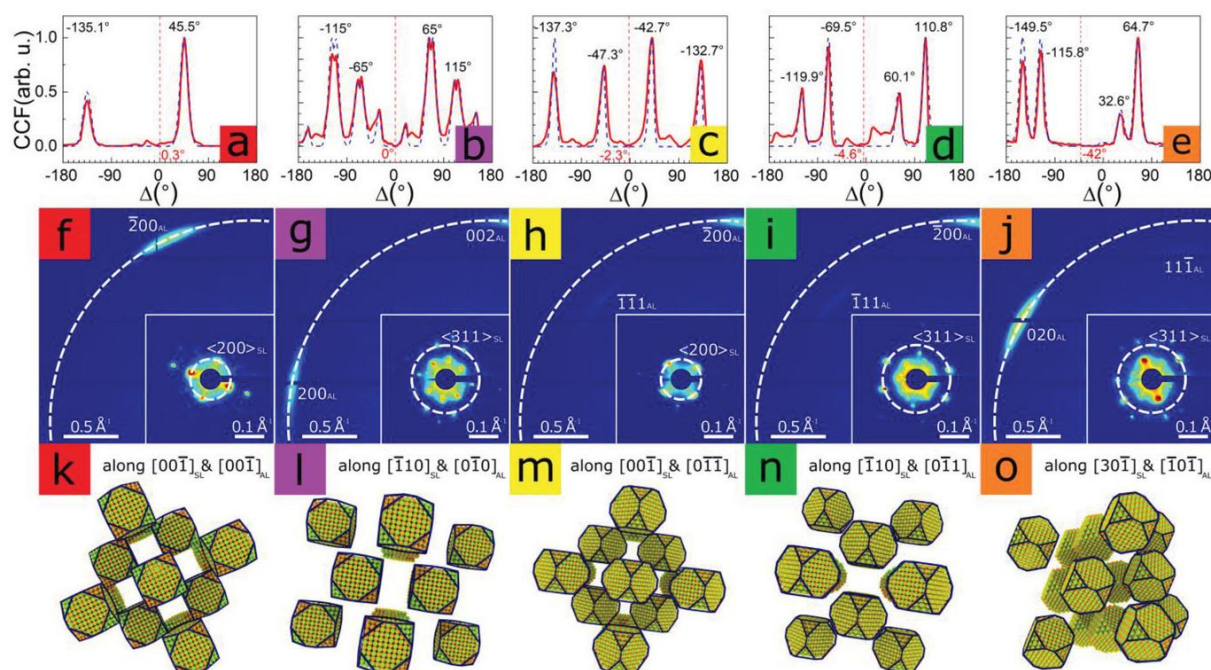 -135.1° 45.5° -115° 65° -137.3° -42.7° -69.5° 110.8° -149.5° 64.7°
-65° 115° -47.3° -132.7° -119.9° 60.1° -115.8° 32.6°
CCF(arb. u.)
1.0
0.5
0.0
0.3° 0° -2.3° -4.6° -42°
a b c d e
-180 -90 0 90 180 -90 0 90 180 -90 0 90 180 -90 0 90 180 -90 0 90 180
Δ(°) Δ(°) Δ(°) Δ(°) Δ(°)
f g h i j
2̅00AL 002AL 2̅00AL 2̅00AL 111̅AL
1̅1̅1AL 1̅11AL 020AL
200AL
<200>SL <311>SL <200>SL <311>SL <311>SL
0.5 Å-1 0.1 Å-1 0.5 Å-1 0.1 Å-1 0.5 Å-1 0.1 Å-1 0.5 Å-1 0.1 Å-1 0.5 Å-1 0.1 Å-1
k along [001̅]SL & [001̅]AL
l along [1̅10]SL & [01̅0]AL
m along [001̅]SL & [01̅1̅]AL
n along [1̅10]SL & [01̅1]AL
o along [301̅]SL & [1̅01̅]AL